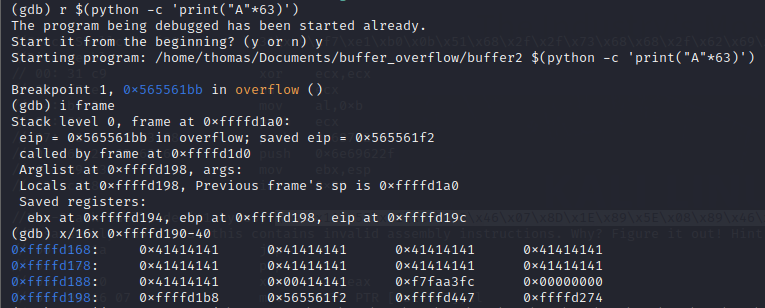 (gdb) r $(python -c 'print("A"*63)')
The program being debugged has been started already.
Start it from the beginning? (y or n) y
Starting program: /home/thomas/Documents/buffer_overflow/buffer2 $(python -c 'print("A"*63)')
Breakpoint 1, 0×565561bb in overflow ()
(gdb) i frame
Stack level 0, frame at 0×ffffd1a0:
eip = 0×565561bb in overflow; saved eip = 0×565561f2
called by frame at 0×ffffd1d0
Arglist at 0×ffffd198, args:
Locals at 0×ffffd198, Previous frame's sp is 0×ffffd1a0
Saved registers:
ebx at 0×ffffd194, ebp at 0×ffffd198, eip at 0×ffffd19c
(gdb) x/16x 0×ffffd190-40
0×ffffd168: 0×41414141 0×41414141 0×41414141 0×41414141
0×ffffd178: 0×41414141 0×41414141 0×41414141 0×41414141
0×ffffd188: 0×41414141 0×00414141 0×f7faa3fc 0×00000000
0×ffffd198: 0×ffffd1b8 0×565561f2 0×ffffd447 0×ffffd274